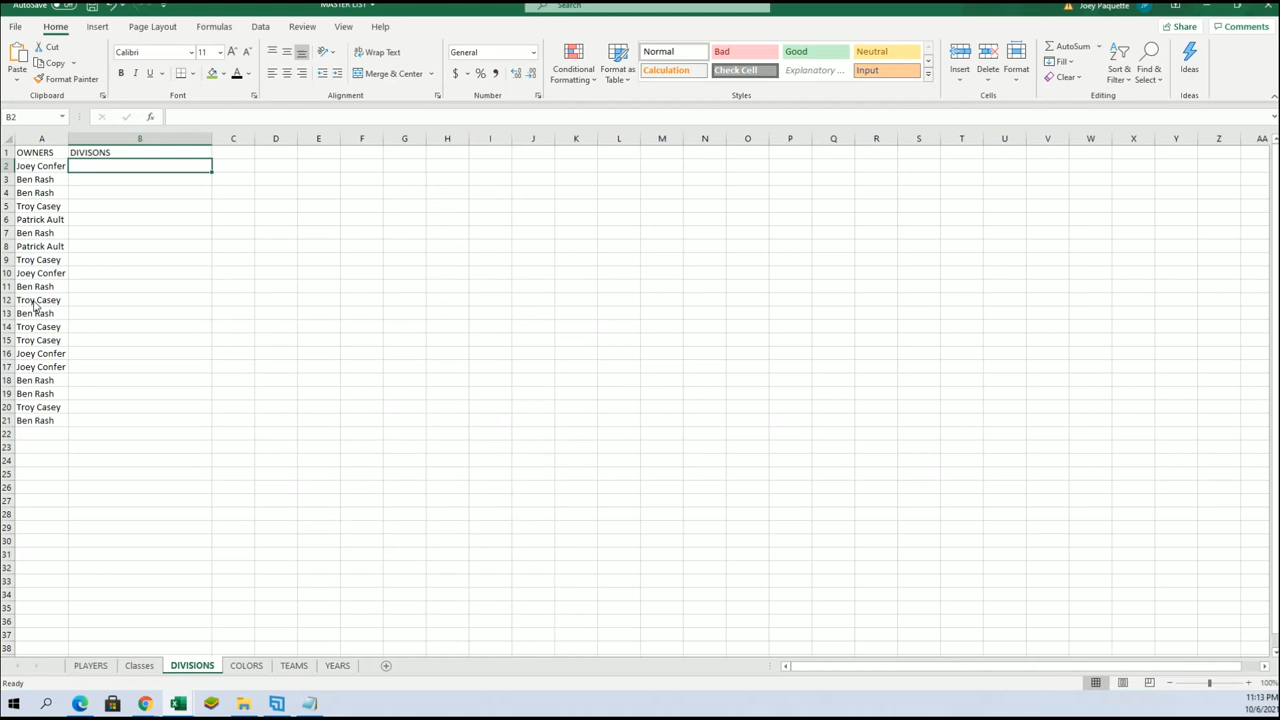 AutoSave
MASTER LIST
Search
Joey Paquette
JP
File Home Insert Page Layout Formulas Data Review View Help
Share Comments
Paste
Cut
Copy
Format Painter
Clipboard
Calibri 11
B I U
Font
Wrap Text
Merge & Center
Alignment
General
$ % ,
Number
Conditional Formatting
Format as Table
Normal Bad Good Neutral
Calculation Check Cell Explanatory ... Input
Styles
Insert Delete Format
Cells
AutoSum
Fill
Clear
Sort & Filter
Find & Select
Editing
Ideas
Ideas
B2 fx
A B C D E F G H I J K L M N O P Q R S T U V W X Y Z AA
1 OWNERS DIVISONS
2 Joey Confer
3 Ben Rash
4 Ben Rash
5 Troy Casey
6 Patrick Ault
7 Ben Rash
8 Patrick Ault
9 Troy Casey
10 Joey Confer
11 Ben Rash
12 Troy Casey
13 Ben Rash
14 Troy Casey
15 Troy Casey
16 Joey Confer
17 Joey Confer
18 Ben Rash
19 Ben Rash
20 Troy Casey
21 Ben Rash
22
23
24
25
26
27
28
29
30
31
32
33
34
35
36
37
38
PLAYERS Classes DIVISIONS COLORS TEAMS YEARS
Ready
100%
11:13 PM
10/6/2021